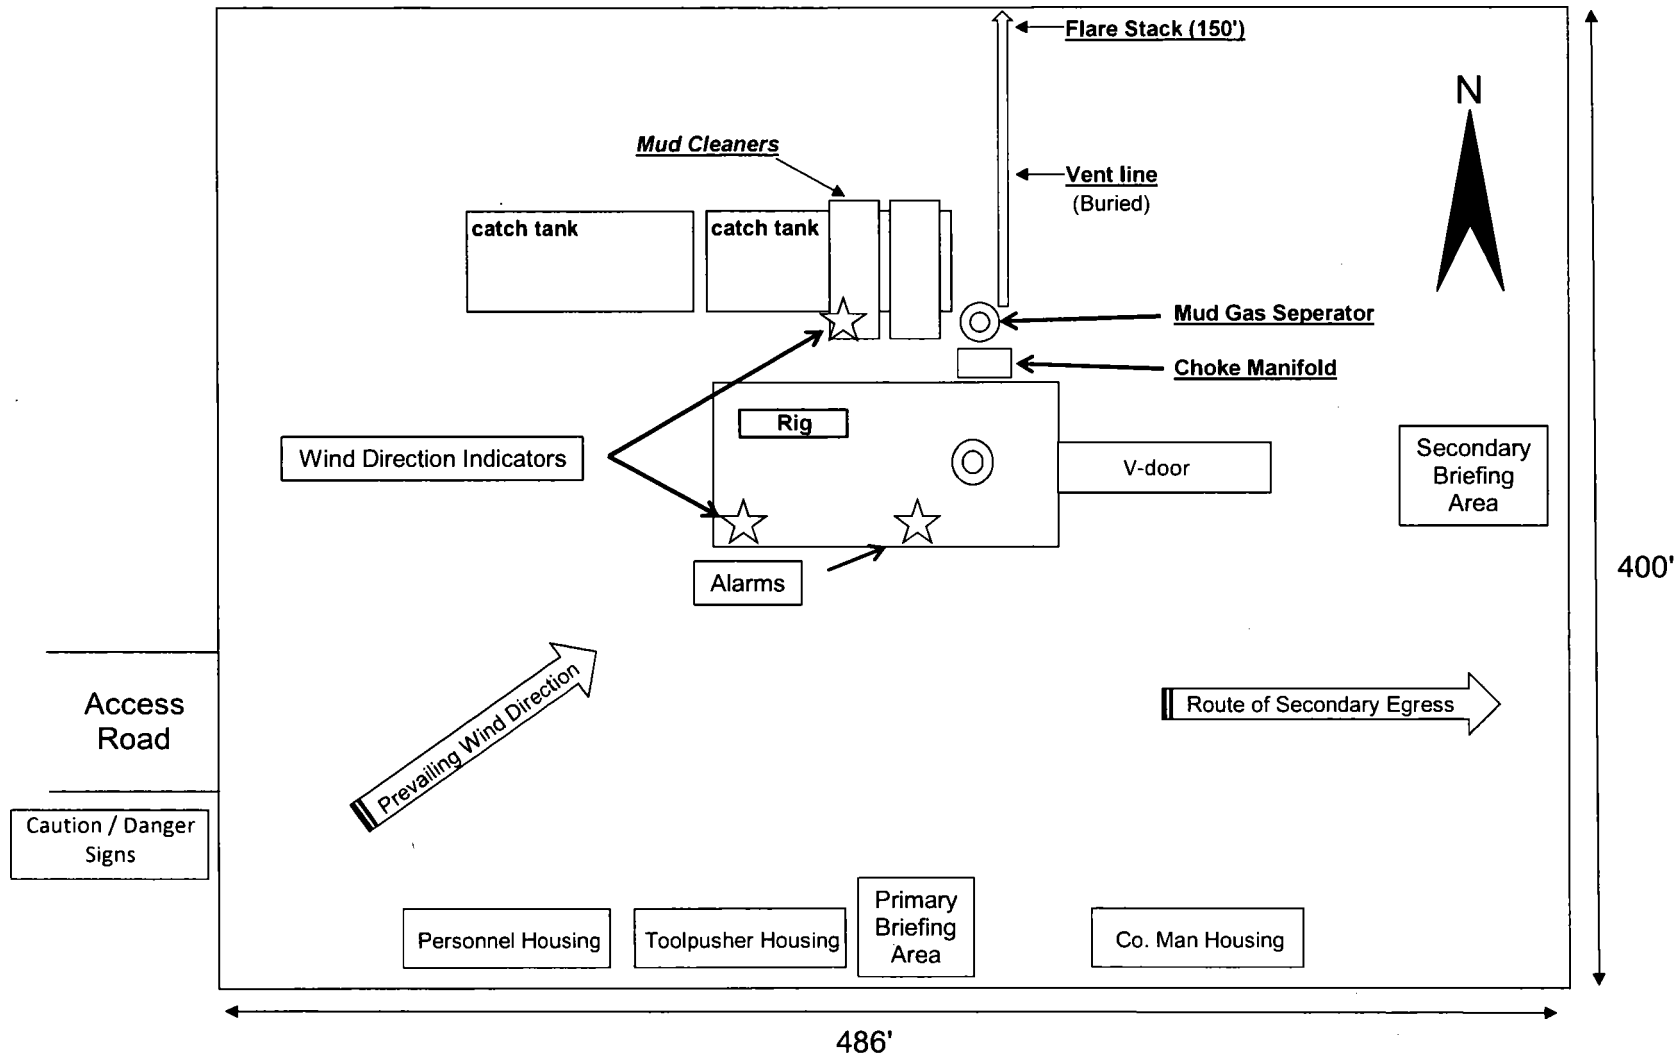 Flare Stack (150')
N
Mud Cleaners
Vent line
(Buried)
catch tank
catch tank
Mud Gas Seperator
Choke Manifold
Rig
Wind Direction Indicators
V-door
Secondary
Briefing
Area
Alarms
400'
Access
Road
Prevailing Wind Direction
Route of Secondary Egress
Caution / Danger
Signs
Personnel Housing
Toolpusher Housing
Primary
Briefing
Area
Co. Man Housing
486'